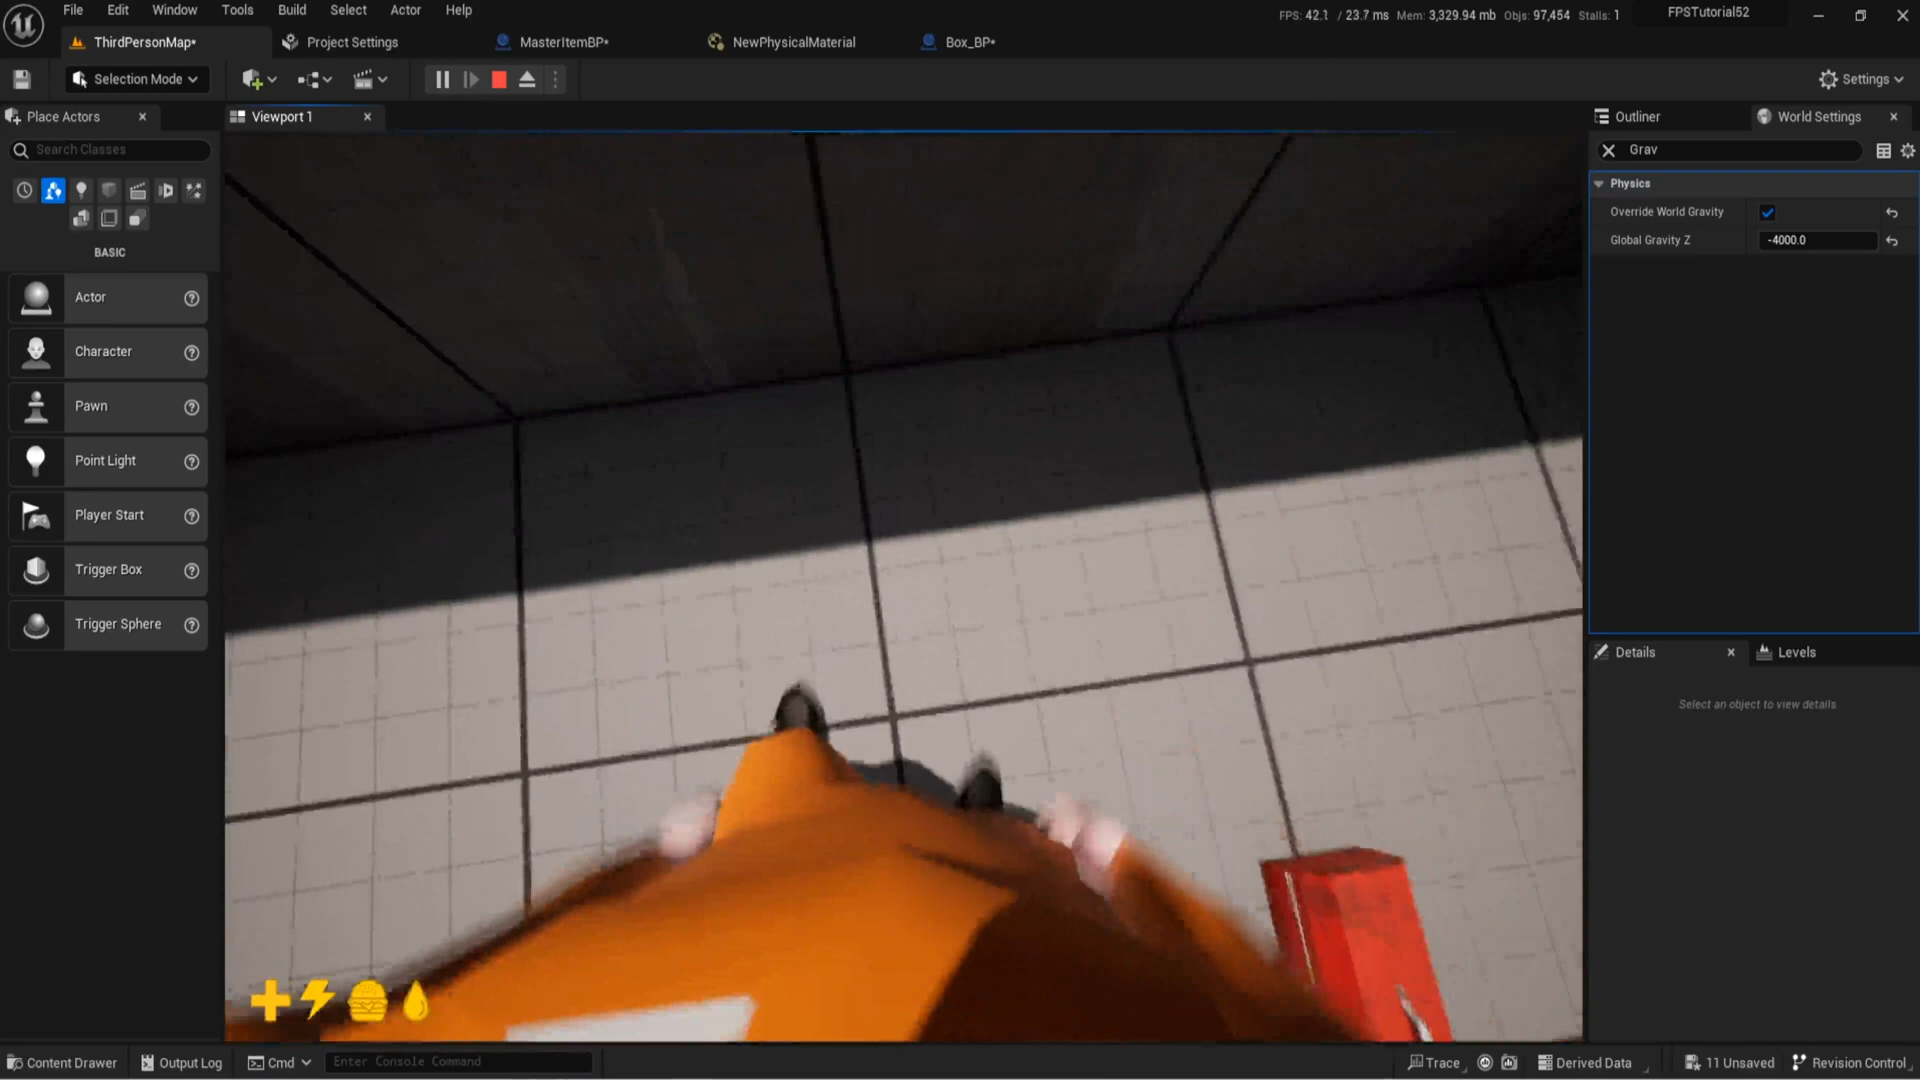 File Edit Window Tools Build Select Actor Help
FPS: 42.1 / 23.7 ms Mem: 3,329.94 mb Objs: 97,454 Stalls: 1
FPSTutorial52
ThirdPersonMap*
Project Settings
MasterItemBP*
NewPhysicalMaterial
Box_BP*
Selection Mode
Settings
Place Actors
Viewport 1
Outliner
World Settings
Search Classes
Grav
Physics
Override World Gravity
Global Gravity Z
-4000.0
BASIC
Actor
Character
Pawn
Point Light
Player Start
Trigger Box
Trigger Sphere
Details
Levels
Select an object to view details.
Content Drawer
Output Log
Cmd
Enter Console Command
Trace
Derived Data
11 Unsaved
Revision Control